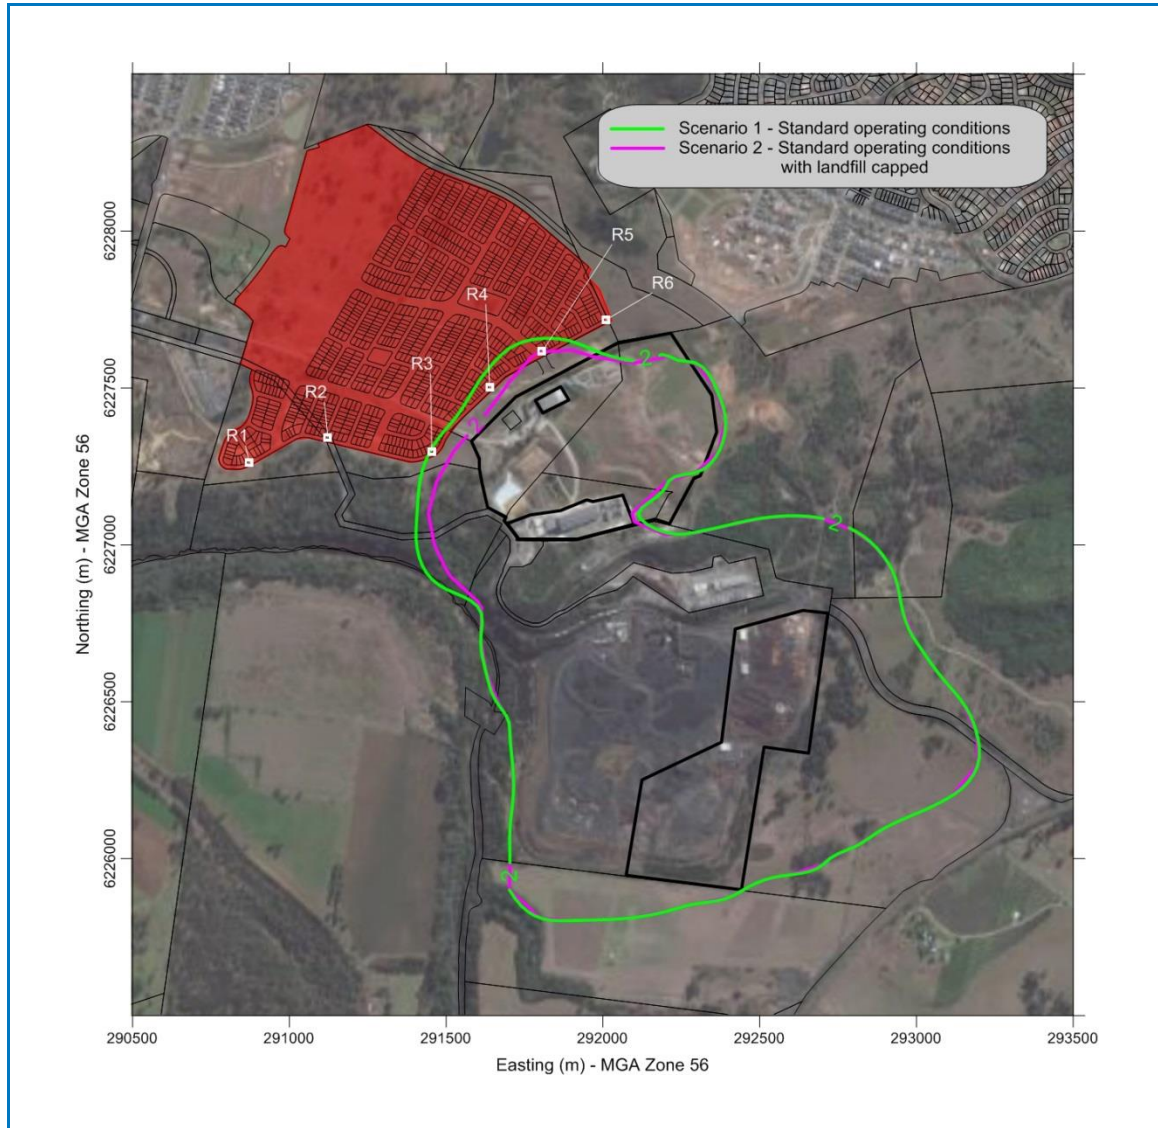 Scenario 1 - Standard operating conditions
Scenario 2 - Standard operating conditions
with landfill capped
6228000
R5
R6
R4
2
6227500
R3
2
R2
R1
Northing (m) - MGA Zone 56
6227000
2
6226500
6226000
2
290500 291000 291500 292000 292500 293000 293500
Easting (m) - MGA Zone 56